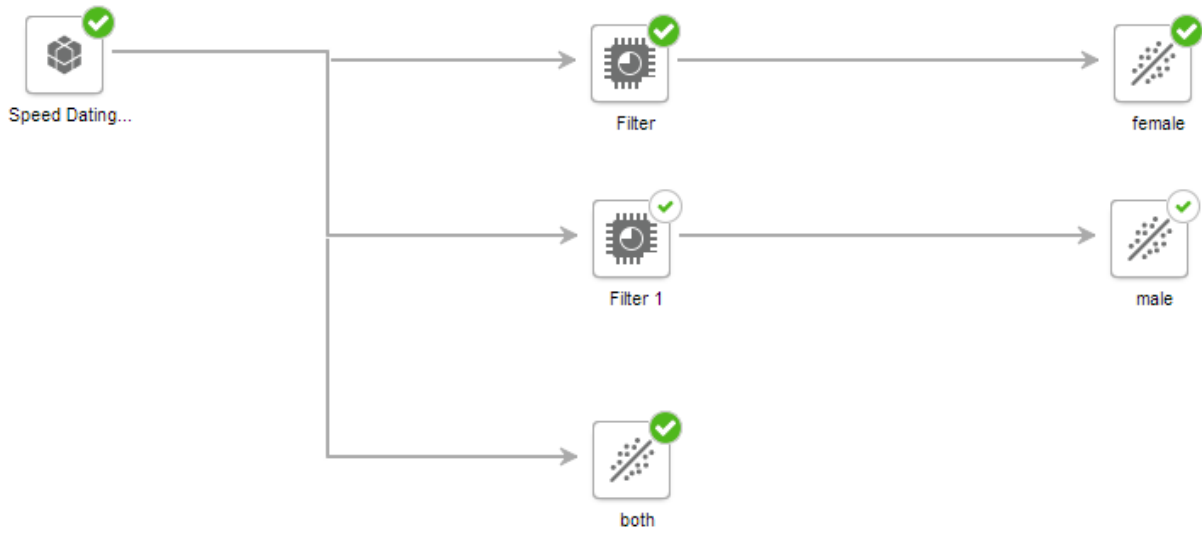 Speed Dating...
Filter
female
Filter 1
male
both